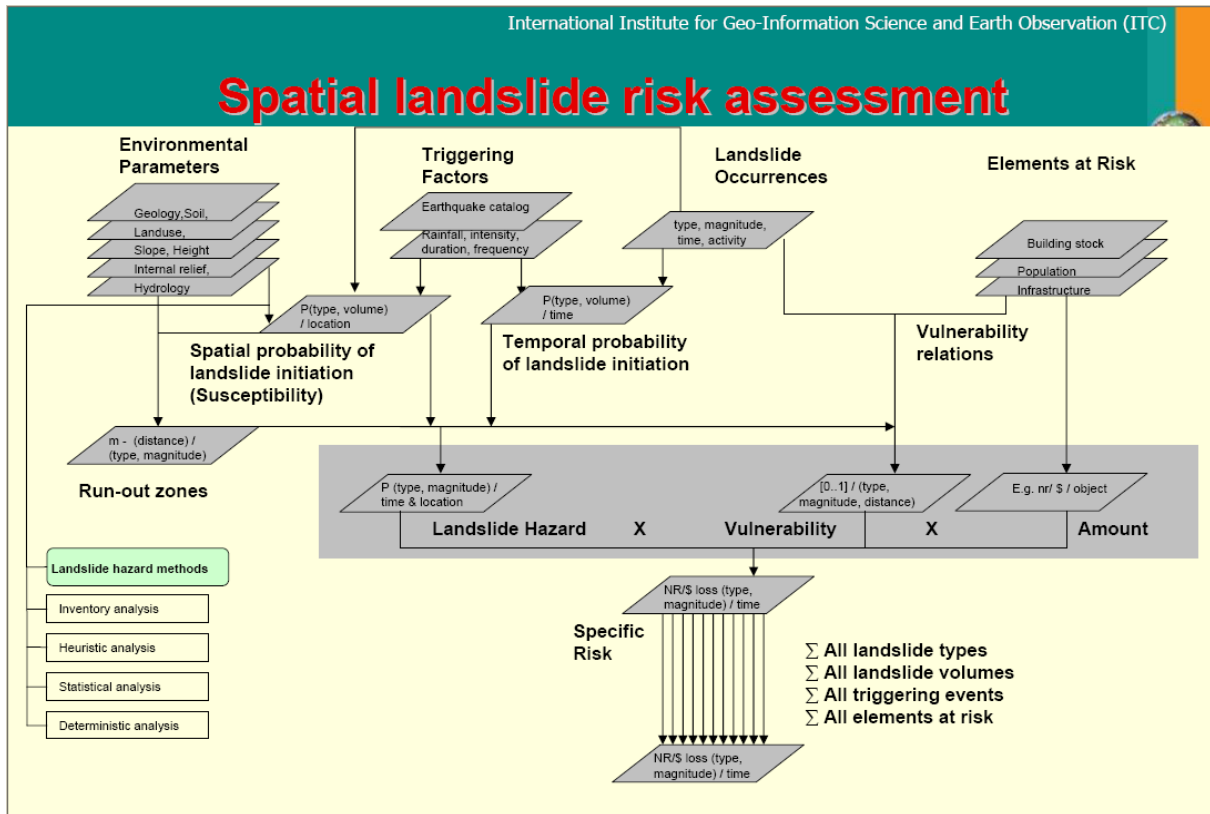 International Institute for Geo-Information Science and Earth Observation (ITC)
Spatial landslide risk assessment
Environmental
Parameters
Triggering
Factors
Landslide
Occurrences
Elements at Risk
Geology,Soil,
Landuse,
Slope, Height
Internal relief,
Hydrology
Earthquake catalog
Rainfall, intensity,
duration, frequency
type, magnitude,
time, activity
Building stock
Population
Infrastructure
P(type, volume)
/ location
P(type, volume)
/ time
Spatial probability of
landslide initiation
(Susceptibility)
Temporal probability
of landslide initiation
Vulnerability
relations
m - (distance) /
(type, magnitude)
Run-out zones
P (type, magnitude) /
time & location
[0..1] / (type,
magnitude, distance)
E.g. nr/ $ / object
Landslide Hazard X Vulnerability X Amount
Landslide hazard methods
Inventory analysis
Heuristic analysis
Statistical analysis
Deterministic analysis
NR/$ loss (type,
magnitude) / time
Specific
Risk
∑ All landslide types
∑ All landslide volumes
∑ All triggering events
∑ All elements at risk
NR/$ loss (type,
magnitude) / time